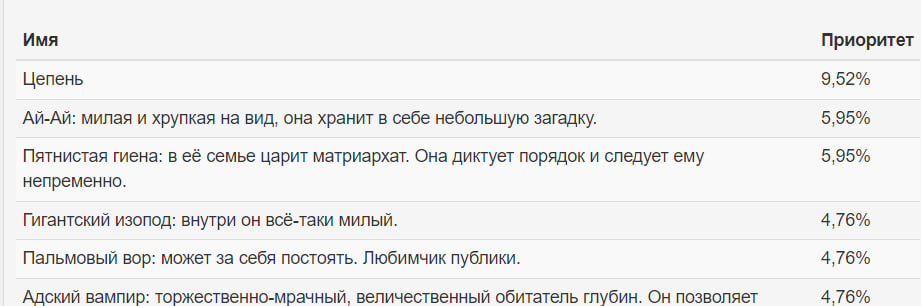 Имя Приоритет
Цепень 9,52%
Ай-Ай: милая и хрупкая на вид, она хранит в себе небольшую загадку. 5,95%
Пятнистая гиена: в её семье царит матриархат. Она диктует порядок и следует ему 5,95%
непременно.
Гигантский изопод: внутри он всё-таки милый. 4,76%
Пальмовый вор: может за себя постоять. Любимчик публики. 4,76%
Адский вампир: торжественно-мрачный, величественный обитатель глубин. Он позволяет 4,76%